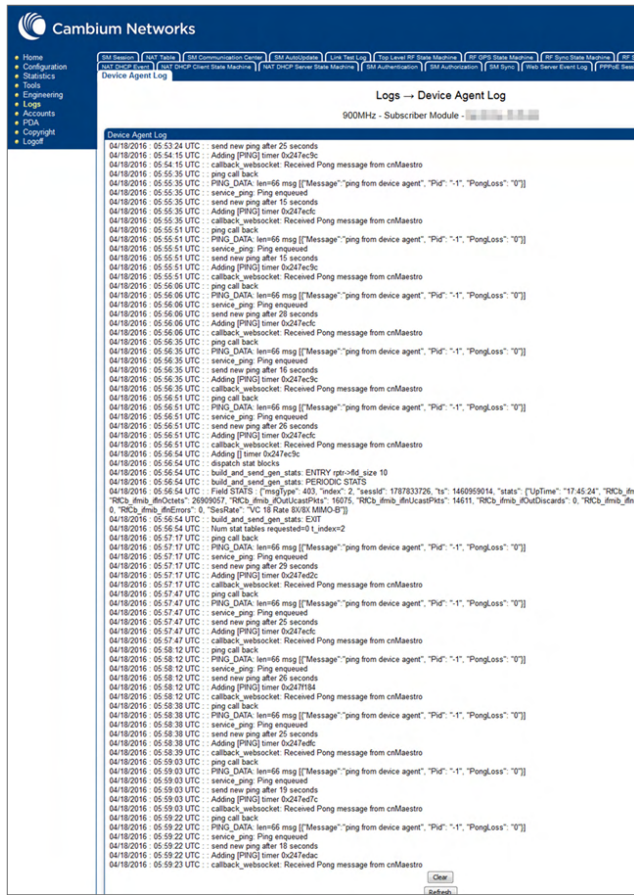 Cambium Networks
Home
Configuration
Statistics
Tools
Engineering
Logs
Accounts
PDA
Copyright
Logoff
SM Session NAT Table SM Communication Center SM AutoUpdate Link Test Log Top Level RF State Machine RF GPS State Machine RF Sync State Machine RF S
NAT DHCP Event NAT DHCP Client State Machine NAT DHCP Server State Machine SM Authentication SM Authorization SM Sync Web Server Event Log PPPoE Sess
Device Agent Log
Logs → Device Agent Log
900MHz - Subscriber Module -
Device Agent Log
04/18/2016 : 05:53:24 UTC : : send new ping after 25 seconds
04/18/2016 : 05:54:15 UTC : : Adding [PING] timer 0x247ec9c
04/18/2016 : 05:54:15 UTC : : callback_websocket: Received Pong message from cnMaestro
04/18/2016 : 05:55:35 UTC : : ping call back
04/18/2016 : 05:55:35 UTC : : PING_DATA: len=66 msg [{"Message":"ping from device agent", "Pid": "-1", "PongLoss": "0"}]
04/18/2016 : 05:55:35 UTC : : service_ping: Ping enqueued
04/18/2016 : 05:55:35 UTC : : send new ping after 15 seconds
04/18/2016 : 05:55:35 UTC : : Adding [PING] timer 0x247ecfc
04/18/2016 : 05:55:35 UTC : : callback_websocket: Received Pong message from cnMaestro
04/18/2016 : 05:55:51 UTC : : ping call back
04/18/2016 : 05:55:51 UTC : : PING_DATA: len=66 msg [{"Message":"ping from device agent", "Pid": "-1", "PongLoss": "0"}]
04/18/2016 : 05:55:51 UTC : : service_ping: Ping enqueued
04/18/2016 : 05:55:51 UTC : : send new ping after 15 seconds
04/18/2016 : 05:55:51 UTC : : Adding [PING] timer 0x247ec9c
04/18/2016 : 05:55:51 UTC : : callback_websocket: Received Pong message from cnMaestro
04/18/2016 : 05:56:06 UTC : : ping call back
04/18/2016 : 05:56:06 UTC : : PING_DATA: len=66 msg [{"Message":"ping from device agent", "Pid": "-1", "PongLoss": "0"}]
04/18/2016 : 05:56:06 UTC : : service_ping: Ping enqueued
04/18/2016 : 05:56:06 UTC : : send new ping after 28 seconds
04/18/2016 : 05:56:06 UTC : : Adding [PING] timer 0x247ecfc
04/18/2016 : 05:56:06 UTC : : callback_websocket: Received Pong message from cnMaestro
04/18/2016 : 05:56:35 UTC : : ping call back
04/18/2016 : 05:56:35 UTC : : PING_DATA: len=66 msg [{"Message":"ping from device agent", "Pid": "-1", "PongLoss": "0"}]
04/18/2016 : 05:56:35 UTC : : service_ping: Ping enqueued
04/18/2016 : 05:56:35 UTC : : send new ping after 16 seconds
04/18/2016 : 05:56:35 UTC : : Adding [PING] timer 0x247ec9c
04/18/2016 : 05:56:35 UTC : : callback_websocket: Received Pong message from cnMaestro
04/18/2016 : 05:56:51 UTC : : ping call back
04/18/2016 : 05:56:51 UTC : : PING_DATA: len=66 msg [{"Message":"ping from device agent", "Pid": "-1", "PongLoss": "0"}]
04/18/2016 : 05:56:51 UTC : : service_ping: Ping enqueued
04/18/2016 : 05:56:51 UTC : : send new ping after 26 seconds
04/18/2016 : 05:56:51 UTC : : Adding [PING] timer 0x247ecfc
04/18/2016 : 05:56:51 UTC : : callback_websocket: Received Pong message from cnMaestro
04/18/2016 : 05:56:54 UTC : : Adding [] timer 0x247ec9c
04/18/2016 : 05:56:54 UTC : : dispatch stat blocks
04/18/2016 : 05:56:54 UTC : : build_and_send_gen_stats: ENTRY rptr->fld_size 10
04/18/2016 : 05:56:54 UTC : : build_and_send_gen_stats: PERIODIC STATS
04/18/2016 : 05:56:54 UTC : : Field STATS : {"msgType": 403, "index": 2, "sessId": 1787833726, "ts": 1460959014, "stats": {"UpTime": "17:45:24", "RfCb_ifm
"RfCb_ifmib_ifInOctets": 26909057, "RfCb_ifmib_ifOutUcastPkts": 16075, "RfCb_ifmib_ifInUcastPkts": 14611, "RfCb_ifmib_ifOutDiscards": 0, "RfCb_ifmib_ifIn
0, "RfCb_ifmib_ifInErrors": 0, "SesRate": "VC 18 Rate 8X/8X MIMO-B"}]
04/18/2016 : 05:56:54 UTC : : build_and_send_gen_stats: EXIT
04/18/2016 : 05:56:54 UTC : : Num stat tables requested=0 t_index=2
04/18/2016 : 05:57:17 UTC : : ping call back
04/18/2016 : 05:57:17 UTC : : PING_DATA: len=66 msg [{"Message":"ping from device agent", "Pid": "-1", "PongLoss": "0"}]
04/18/2016 : 05:57:17 UTC : : service_ping: Ping enqueued
04/18/2016 : 05:57:17 UTC : : send new ping after 29 seconds
04/18/2016 : 05:57:17 UTC : : Adding [PING] timer 0x247ed2c
04/18/2016 : 05:57:17 UTC : : callback_websocket: Received Pong message from cnMaestro
04/18/2016 : 05:57:47 UTC : : ping call back
04/18/2016 : 05:57:47 UTC : : PING_DATA: len=66 msg [{"Message":"ping from device agent", "Pid": "-1", "PongLoss": "0"}]
04/18/2016 : 05:57:47 UTC : : service_ping: Ping enqueued
04/18/2016 : 05:57:47 UTC : : send new ping after 25 seconds
04/18/2016 : 05:57:47 UTC : : Adding [PING] timer 0x247ecfc
04/18/2016 : 05:57:47 UTC : : callback_websocket: Received Pong message from cnMaestro
04/18/2016 : 05:58:12 UTC : : ping call back
04/18/2016 : 05:58:12 UTC : : PING_DATA: len=66 msg [{"Message":"ping from device agent", "Pid": "-1", "PongLoss": "0"}]
04/18/2016 : 05:58:12 UTC : : service_ping: Ping enqueued
04/18/2016 : 05:58:12 UTC : : send new ping after 26 seconds
04/18/2016 : 05:58:12 UTC : : Adding [PING] timer 0x247f184
04/18/2016 : 05:58:12 UTC : : callback_websocket: Received Pong message from cnMaestro
04/18/2016 : 05:58:38 UTC : : ping call back
04/18/2016 : 05:58:38 UTC : : PING_DATA: len=66 msg [{"Message":"ping from device agent", "Pid": "-1", "PongLoss": "0"}]
04/18/2016 : 05:58:38 UTC : : service_ping: Ping enqueued
04/18/2016 : 05:58:38 UTC : : send new ping after 25 seconds
04/18/2016 : 05:58:38 UTC : : Adding [PING] timer 0x247edfc
04/18/2016 : 05:58:39 UTC : : callback_websocket: Received Pong message from cnMaestro
04/18/2016 : 05:59:03 UTC : : ping call back
04/18/2016 : 05:59:03 UTC : : PING_DATA: len=66 msg [{"Message":"ping from device agent", "Pid": "-1", "PongLoss": "0"}]
04/18/2016 : 05:59:03 UTC : : service_ping: Ping enqueued
04/18/2016 : 05:59:03 UTC : : send new ping after 19 seconds
04/18/2016 : 05:59:03 UTC : : Adding [PING] timer 0x247ed7c
04/18/2016 : 05:59:03 UTC : : callback_websocket: Received Pong message from cnMaestro
04/18/2016 : 05:59:22 UTC : : ping call back
04/18/2016 : 05:59:22 UTC : : PING_DATA: len=66 msg [{"Message":"ping from device agent", "Pid": "-1", "PongLoss": "0"}]
04/18/2016 : 05:59:22 UTC : : service_ping: Ping enqueued
04/18/2016 : 05:59:22 UTC : : send new ping after 18 seconds
04/18/2016 : 05:59:22 UTC : : Adding [PING] timer 0x247edac
04/18/2016 : 05:59:23 UTC : : callback_websocket: Received Pong message from cnMaestro
Clear
Refresh